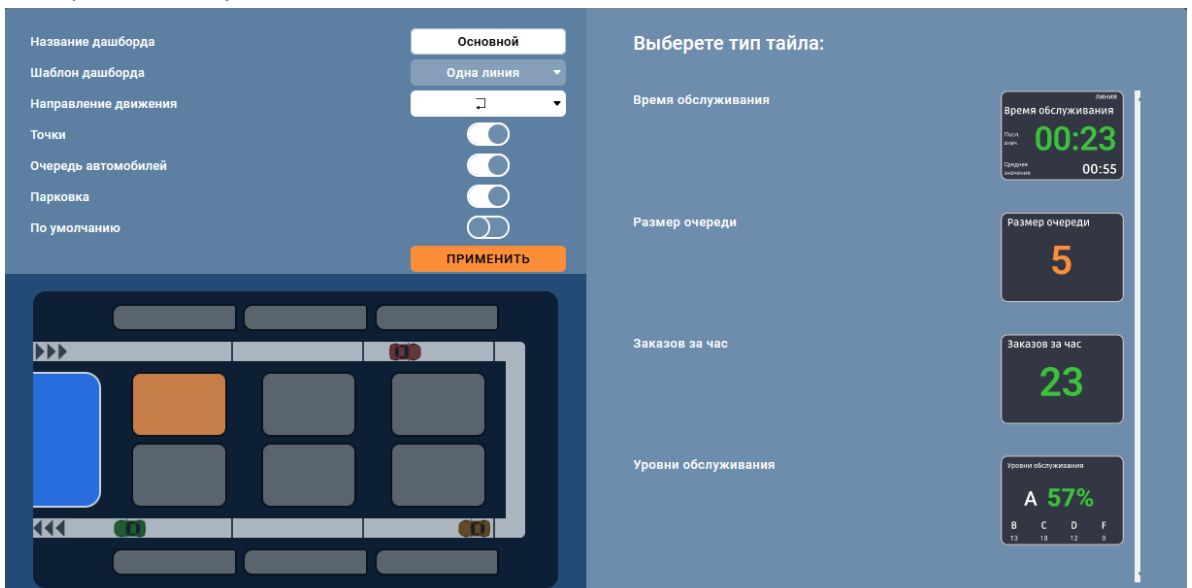 Название дашборда
Основной
Шаблон дашборда
Одна линия
Направление движения
Точки
Очередь автомобилей
Парковка
По умолчанию
ПРИМЕНИТЬ
Выберете тип тайла:
Время обслуживания
линия
Время обслуживания
Посл. знач.
00:23
Среднее значение
00:55
Размер очереди
Размер очереди
5
Заказов за час
Заказов за час
23
Уровни обслуживания
Уровни обслуживания
A 57%
B C D F
13 18 12 0